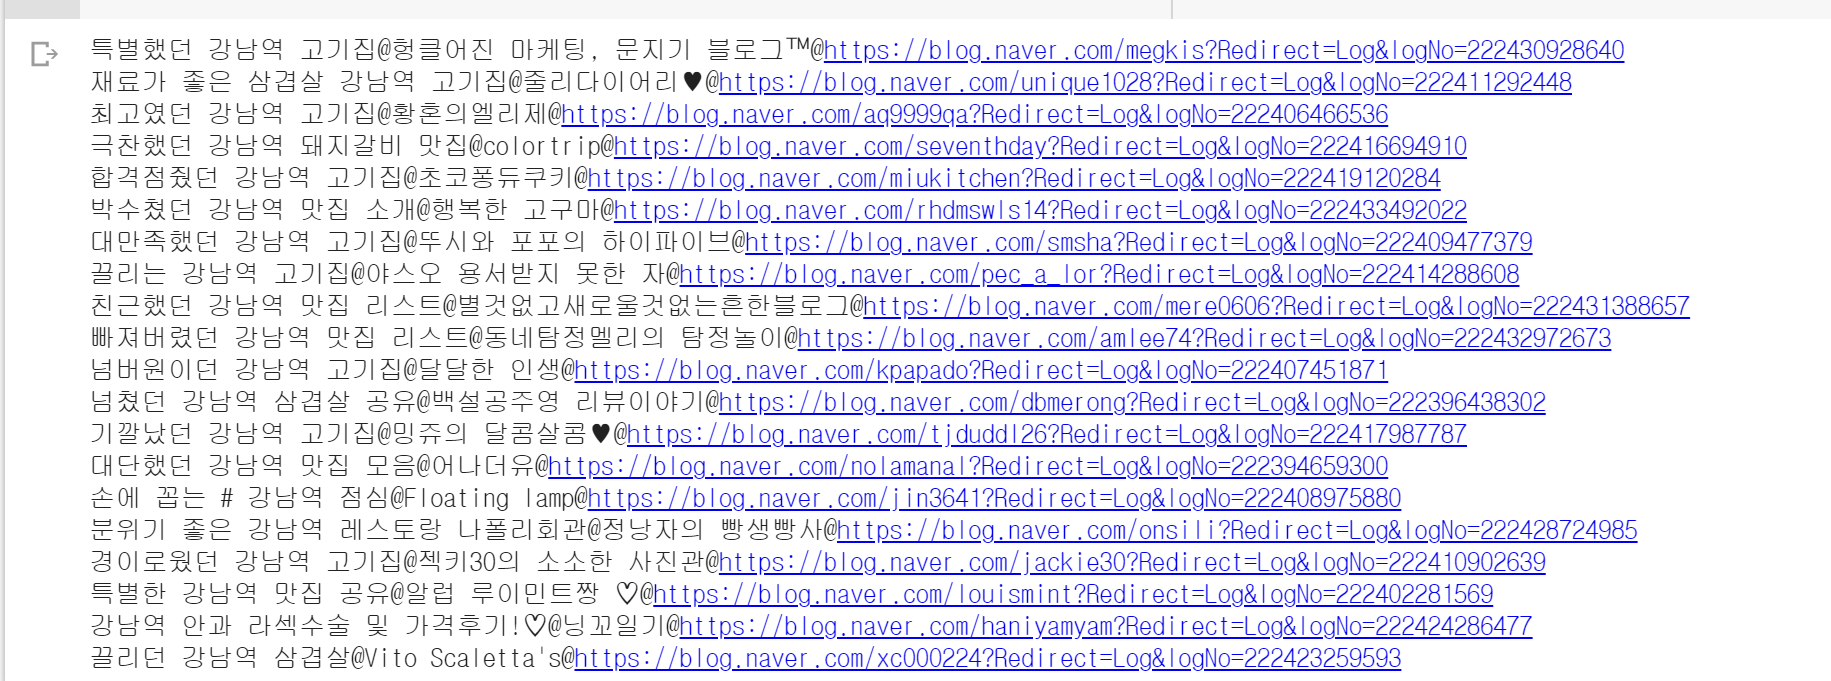 특별했던 강남역 고기집@헝클어진 마케팅, 문지기 블로그™@https://blog.naver.com/megkis?Redirect=Log&logNo=222430928640
재료가 좋은 삼겹살 강남역 고기집@줄리다이어리♥@https://blog.naver.com/unique1028?Redirect=Log&logNo=222411292448
최고였던 강남역 고기집@황혼의엘리제@https://blog.naver.com/aq9999qa?Redirect=Log&logNo=222406466536
극찬했던 강남역 돼지갈비 맛집@colortrip@https://blog.naver.com/seventhday?Redirect=Log&logNo=222416694910
합격점줬던 강남역 고기집@초코퐁듀쿠키@https://blog.naver.com/miukitchen?Redirect=Log&logNo=222419120284
박수쳤던 강남역 맛집 소개@행복한 고구마@https://blog.naver.com/rhdmswls14?Redirect=Log&logNo=222433492022
대만족했던 강남역 고기집@뚜시와 포포의 하이파이브@https://blog.naver.com/smsha?Redirect=Log&logNo=222409477379
끌리는 강남역 고기집@야스오 용서받지 못한 자@https://blog.naver.com/pec_a_lor?Redirect=Log&logNo=222414288608
친근했던 강남역 맛집 리스트@별것없고새로울것없는흔한블로그@https://blog.naver.com/mere0606?Redirect=Log&logNo=222431388657
빠져버렸던 강남역 맛집 리스트@동네탐정멜리의 탐정놀이@https://blog.naver.com/amlee74?Redirect=Log&logNo=222432972673
넘버원이던 강남역 고기집@달달한 인생@https://blog.naver.com/kpapado?Redirect=Log&logNo=222407451871
넘쳤던 강남역 삼겹살 공유@백설공주영 리뷰이야기@https://blog.naver.com/dbmerong?Redirect=Log&logNo=222396438302
기깔났던 강남역 고기집@밍쥬의 달콤살콤♥@https://blog.naver.com/tjduddl26?Redirect=Log&logNo=222417987787
대단했던 강남역 맛집 모음@어나더유@https://blog.naver.com/nolamanal?Redirect=Log&logNo=222394659300
손에 꼽는 # 강남역 점심@Floating lamp@https://blog.naver.com/jin3641?Redirect=Log&logNo=222408975880
분위기 좋은 강남역 레스토랑 나폴리회관@정낭자의 빵생빵사@https://blog.naver.com/onsili?Redirect=Log&logNo=222428724985
경이로웠던 강남역 고기집@젝키30의 소소한 사진관@https://blog.naver.com/jackie30?Redirect=Log&logNo=222410902639
특별한 강남역 맛집 공유@알럽 루이민트짱 ♡@https://blog.naver.com/louismint?Redirect=Log&logNo=222402281569
강남역 안과 라섹수술 및 가격후기!♡@닝꼬일기@https://blog.naver.com/haniyamyam?Redirect=Log&logNo=222424286477
끌리던 강남역 삼겹살@Vito Scaletta's@https://blog.naver.com/xc000224?Redirect=Log&logNo=222423259593